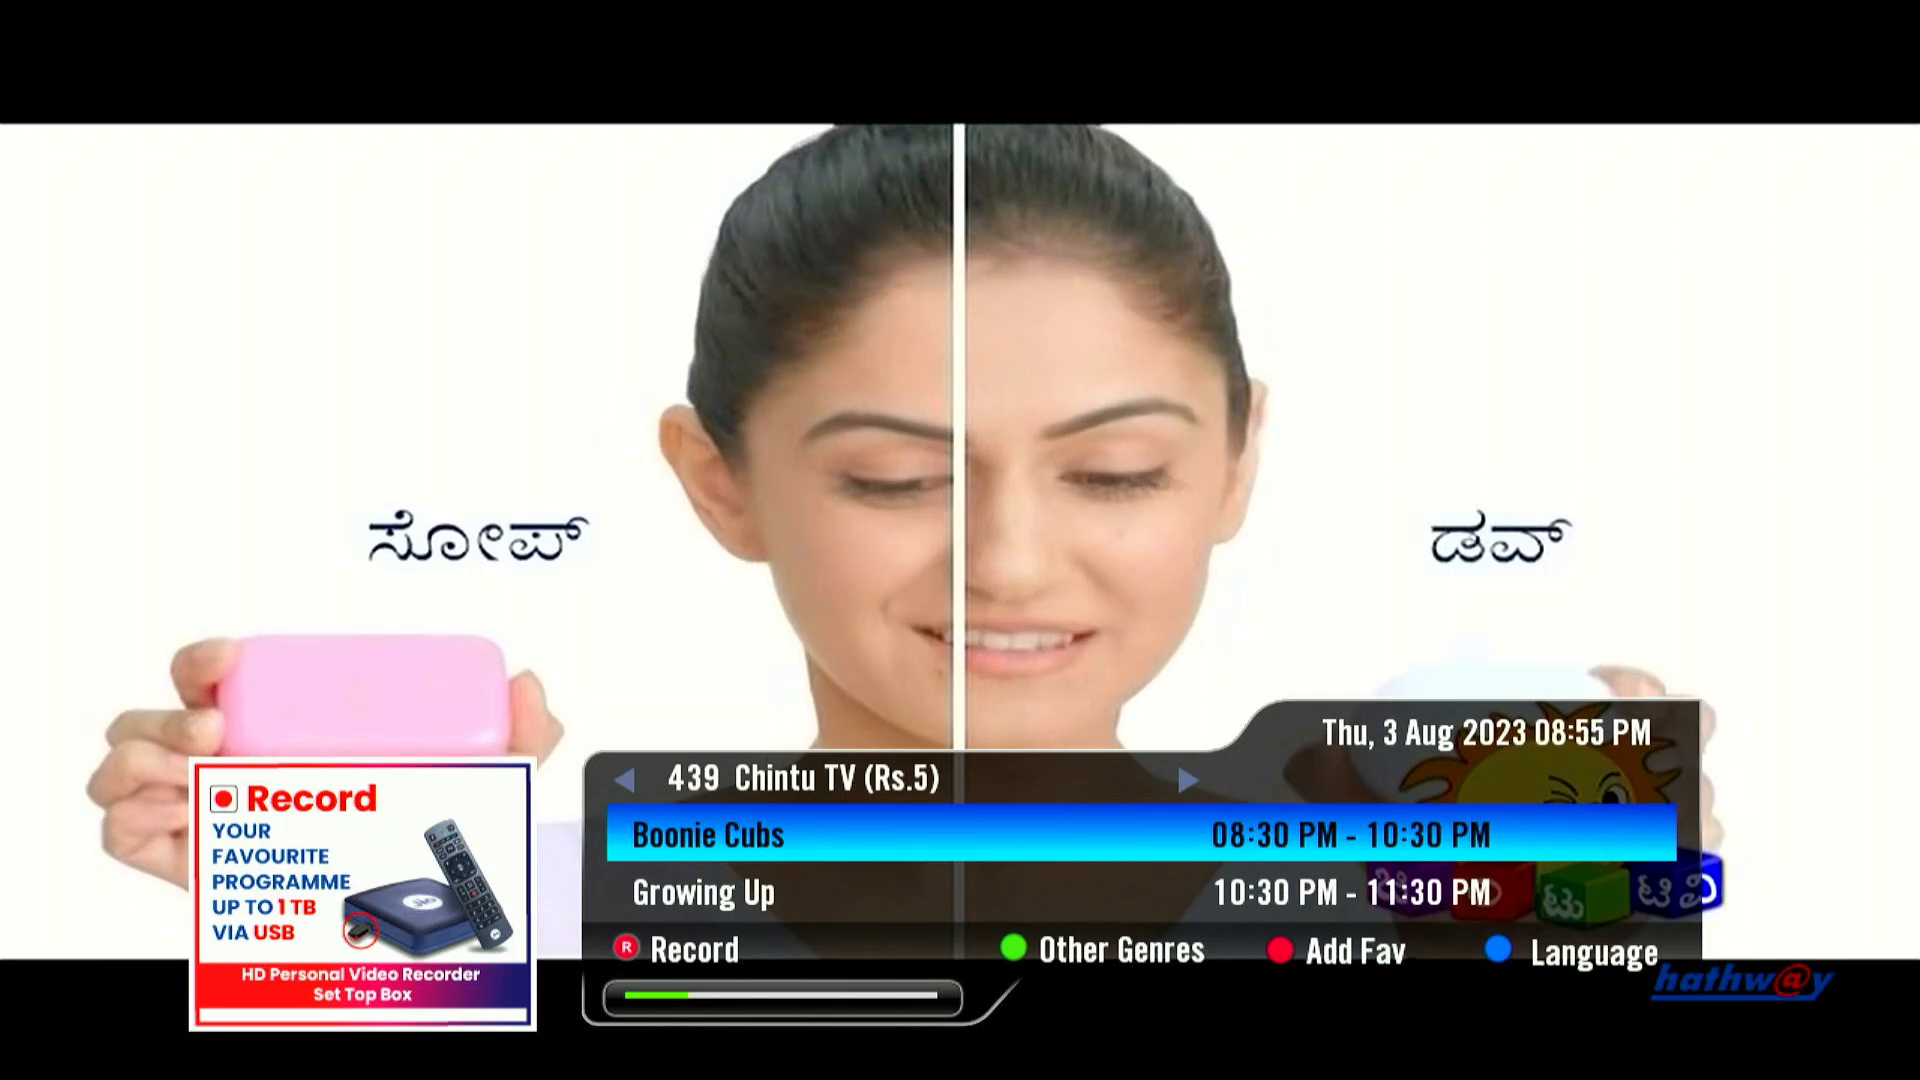 ಸೋಪ್
ಡವ್
Thu, 3 Aug 2023 08:55 PM
439 Chintu TV (Rs.5)
Boonie Cubs 08:30 PM - 10:30 PM
Growing Up 10:30 PM - 11:30 PM
R Record Other Genres Add Fav Language
Record
YOUR
FAVOURITE
PROGRAMME
UP TO 1 TB
VIA USB
Jio
HD Personal Video Recorder
Set Top Box
ಟು ಟಿವಿ
hathw@y